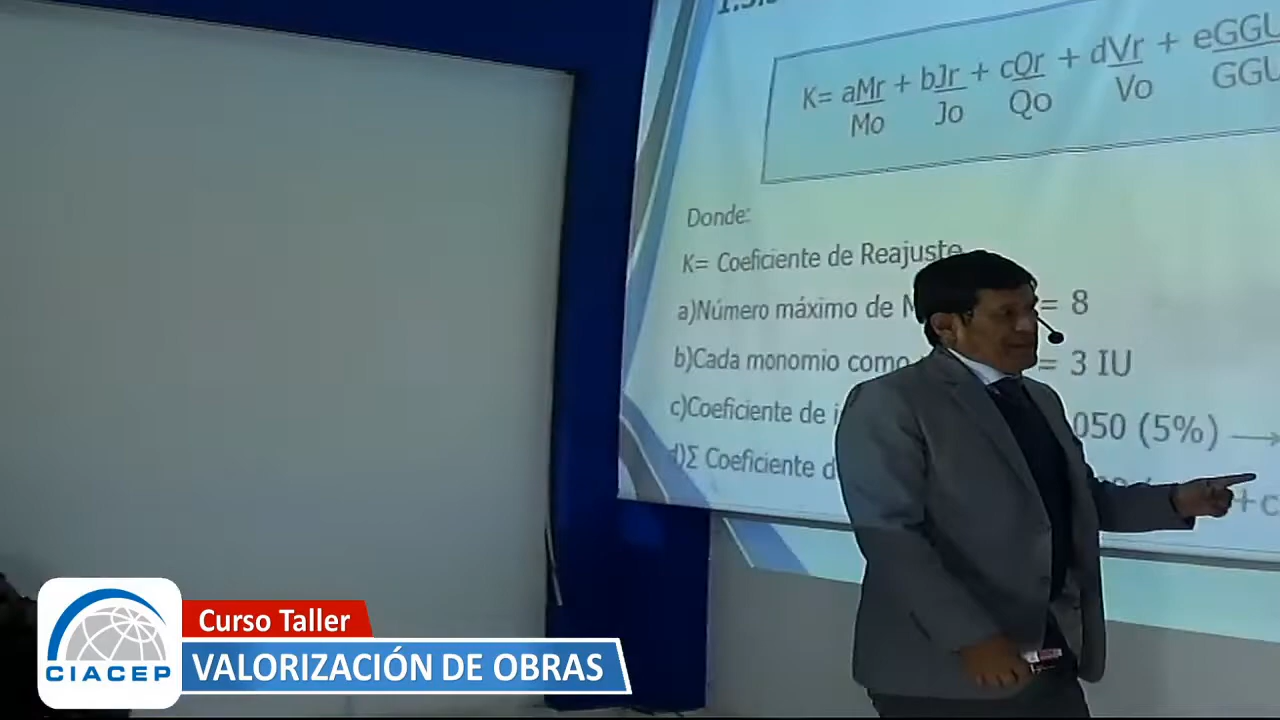 K= aMr + bJr + cQr + dVr + eGGU
Mo Jo Qo Vo GGU
Donde:
K= Coeficiente de Reajuste
a)Número máximo de = 8
b)Cada monomio como = 3 IU
c)Coeficiente de 050 (5%)
d)Σ Coeficiente +c
Curso Taller
CIACEP
VALORIZACIÓN DE OBRAS